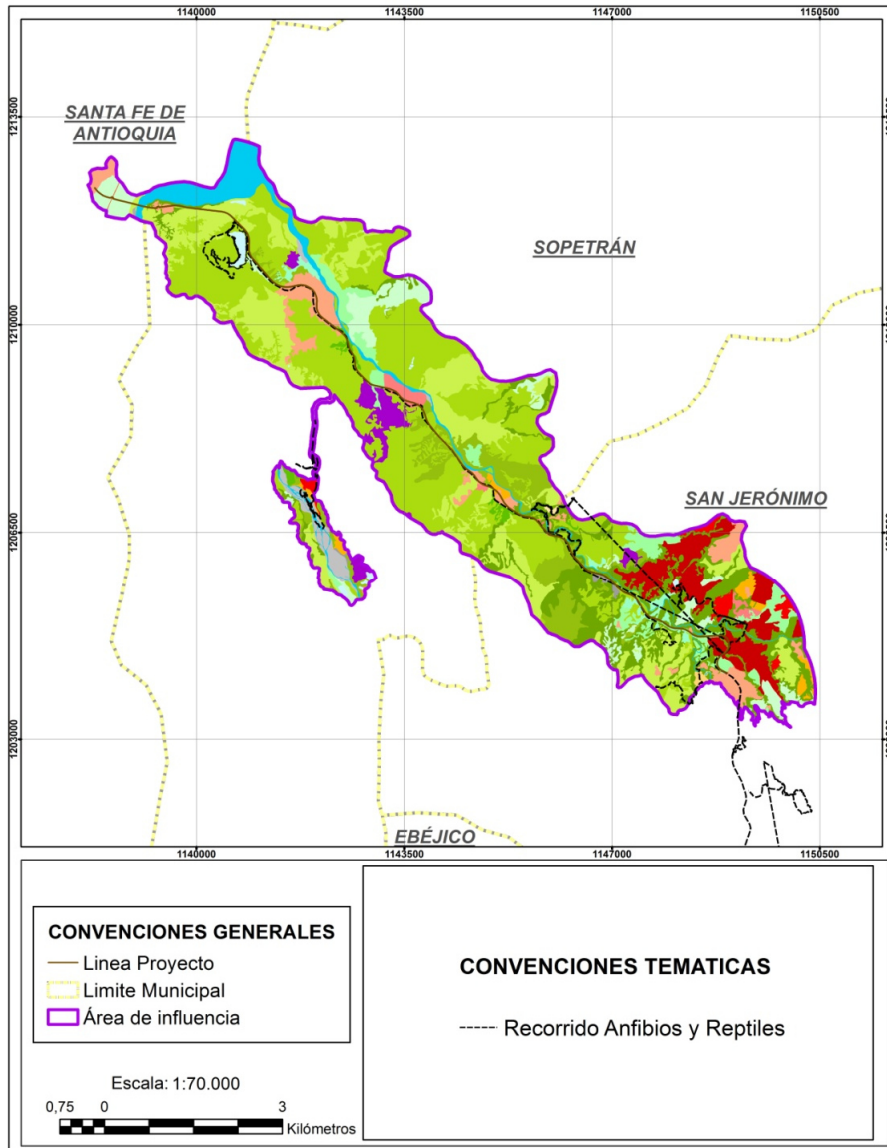 1140000 1143500 1147000 1150500
1213500
SANTA FE DE
ANTIOQUIA
SOPETRÁN
1210000
SAN JERÓNIMO
1206500
1203000
EBÉJICO
1140000 1143500 1147000 1150500
CONVENCIONES GENERALES
Linea Proyecto
Limite Municipal
Área de influencia
Escala: 1:70.000
0,75 0 3
Kilómetros
CONVENCIONES TEMATICAS
Recorrido Anfibios y Reptiles